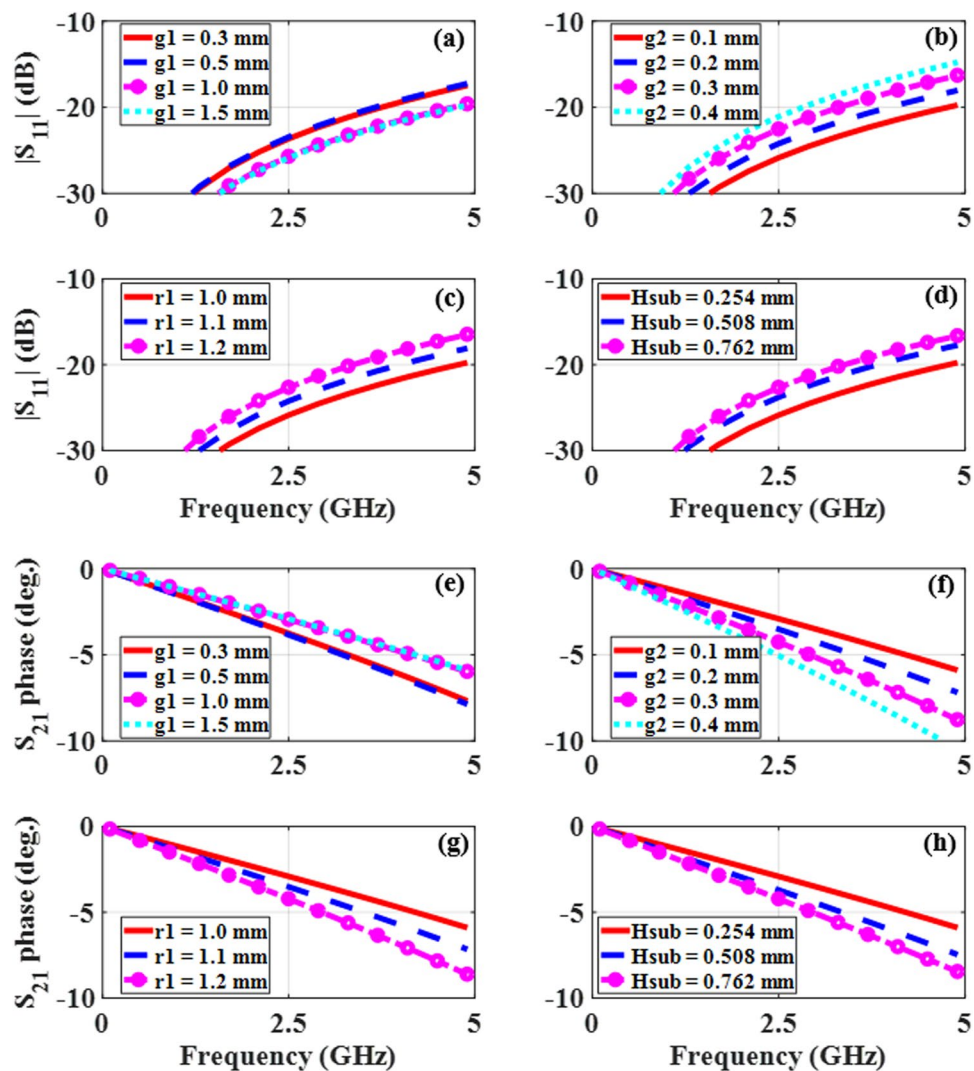 (a)
|S11| (dB)
-10
-20
-30
g1 = 0.3 mm
g1 = 0.5 mm
g1 = 1.0 mm
g1 = 1.5 mm
0 2.5 5
(b)
-10
-20
-30
g2 = 0.1 mm
g2 = 0.2 mm
g2 = 0.3 mm
g2 = 0.4 mm
0 2.5 5
(c)
|S11| (dB)
-10
-20
-30
r1 = 1.0 mm
r1 = 1.1 mm
r1 = 1.2 mm
0 2.5 5
Frequency (GHz)
(d)
-10
-20
-30
Hsub = 0.254 mm
Hsub = 0.508 mm
Hsub = 0.762 mm
0 2.5 5
Frequency (GHz)
(e)
S21 phase (deg.)
0
-5
-10
g1 = 0.3 mm
g1 = 0.5 mm
g1 = 1.0 mm
g1 = 1.5 mm
0 2.5 5
(f)
0
-5
-10
g2 = 0.1 mm
g2 = 0.2 mm
g2 = 0.3 mm
g2 = 0.4 mm
0 2.5 5
(g)
S21 phase (deg.)
0
-5
-10
r1 = 1.0 mm
r1 = 1.1 mm
r1 = 1.2 mm
0 2.5 5
Frequency (GHz)
(h)
0
-5
-10
Hsub = 0.254 mm
Hsub = 0.508 mm
Hsub = 0.762 mm
0 2.5 5
Frequency (GHz)